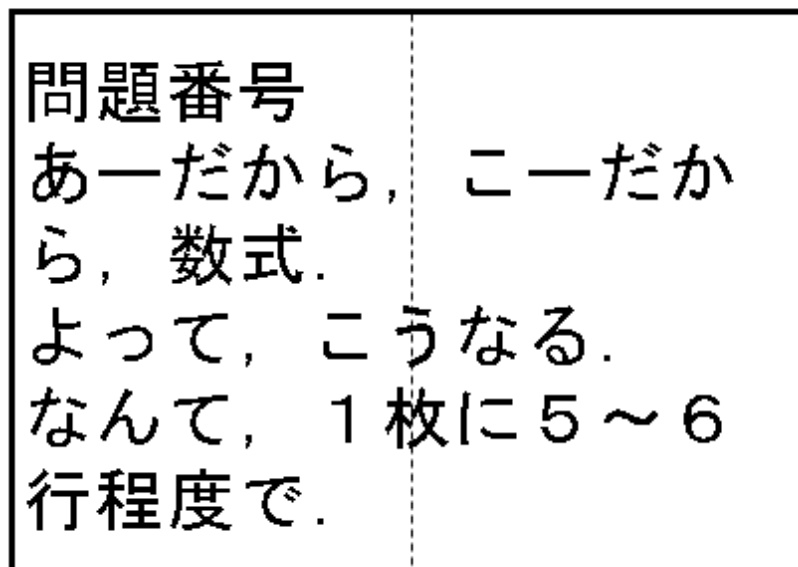 問題番号
あーだから，こーだか
ら，数式．
よって，こうなる．
なんて，１枚に５～６
行程度で．